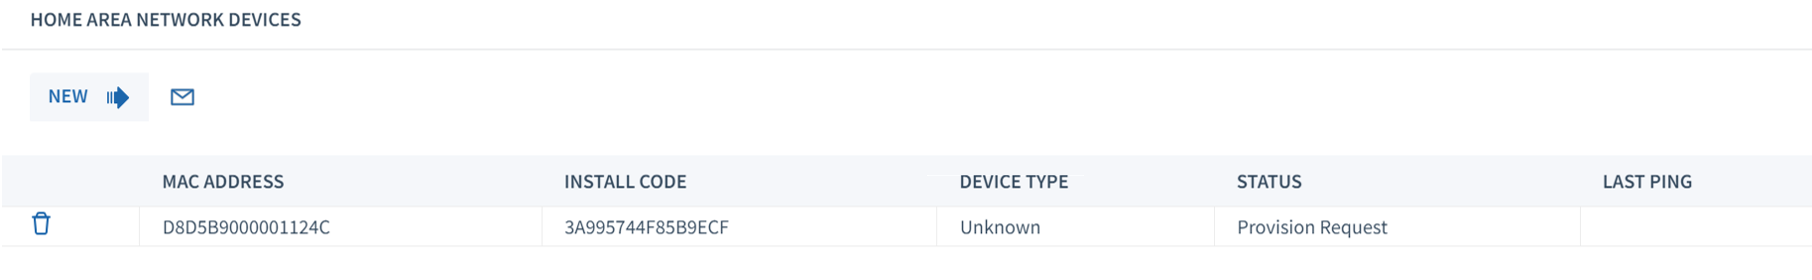 HOME AREA NETWORK DEVICES
NEW
MAC ADDRESS INSTALL CODE DEVICE TYPE STATUS LAST PING
D8D5B9000001124C 3A995744F85B9ECF Unknown Provision Request